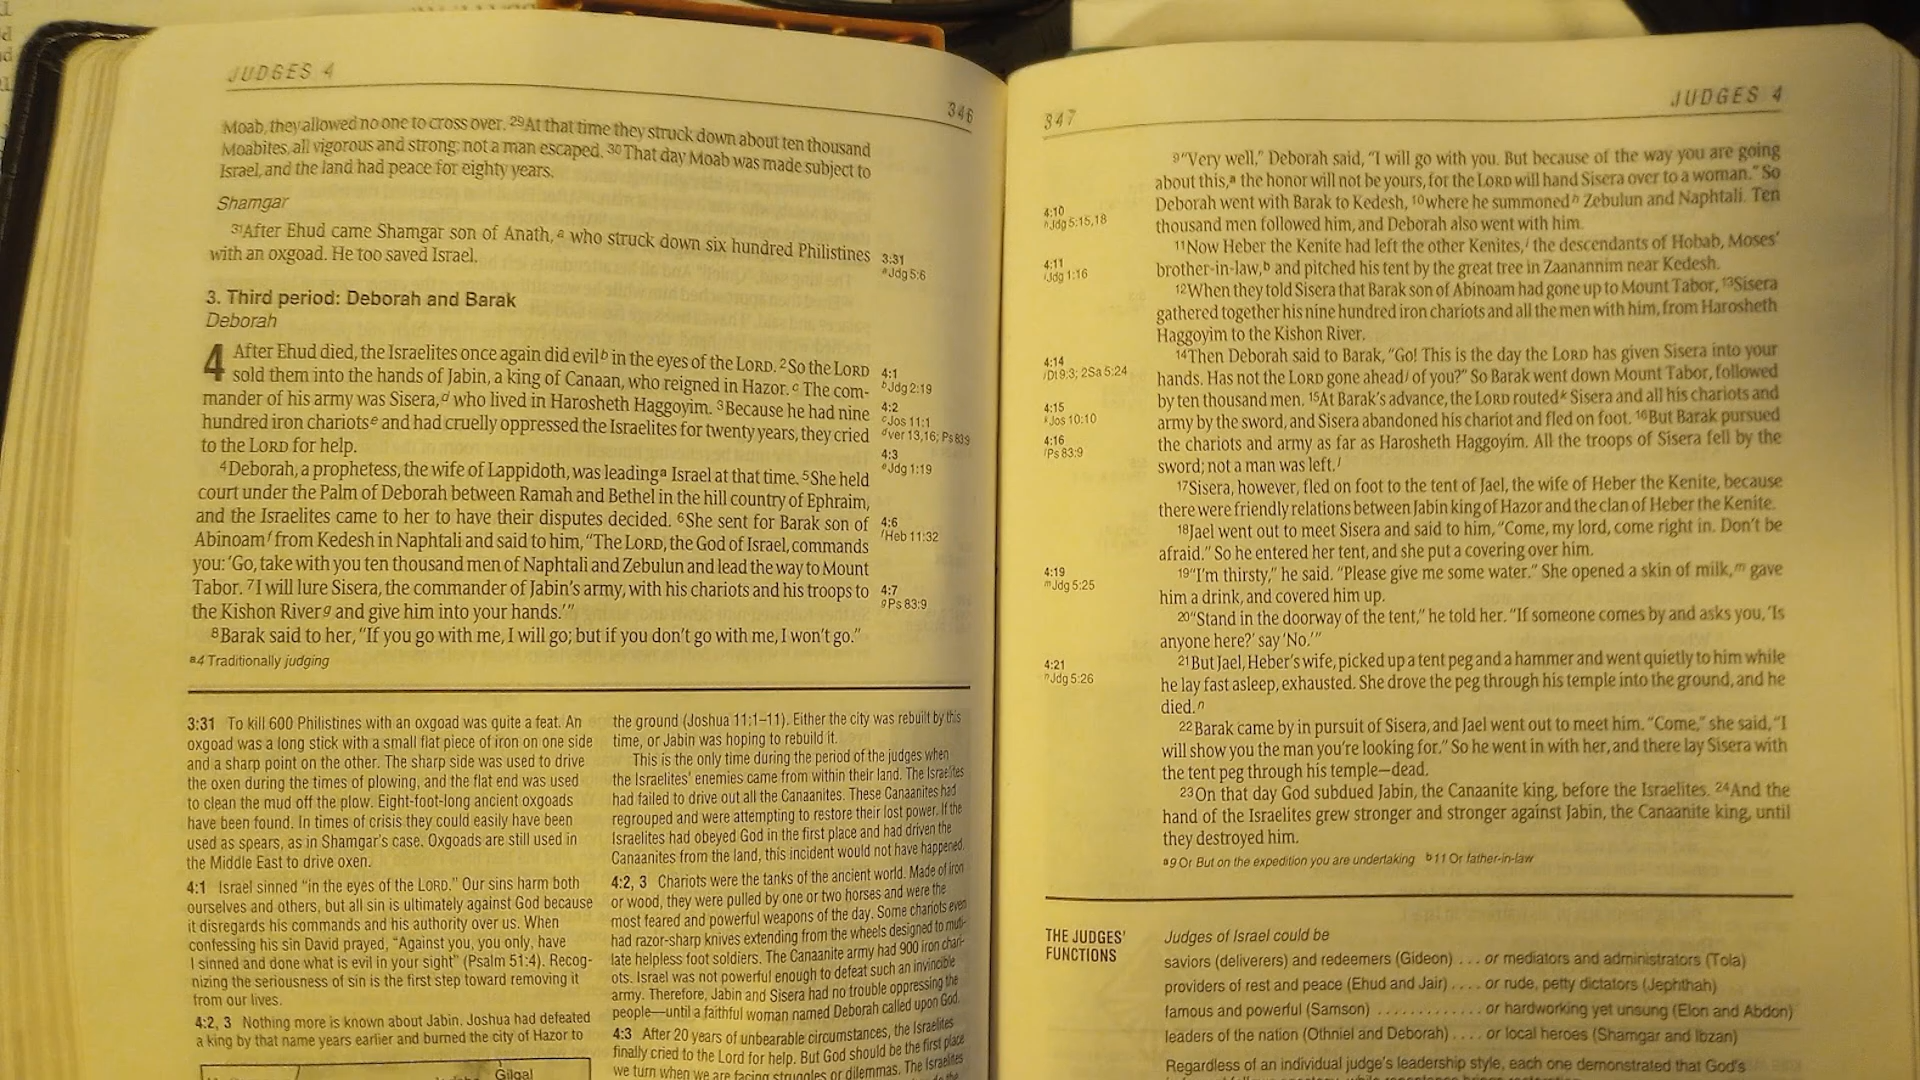 JUDGES 4
346
Moab, they allowed no one to cross over. 29At that time they struck down about ten thousand
Moabites, all vigorous and strong; not a man escaped. 30That day Moab was made subject to
Israel, and the land had peace for eighty years.
Shamgar
31After Ehud came Shamgar son of Anath,a who struck down six hundred Philistines
with an oxgoad. He too saved Israel.
3:31
aJdg 5:6
3. Third period: Deborah and Barak
Deborah
4 After Ehud died, the Israelites once again did evilb in the eyes of the LORD. 2So the LORD
sold them into the hands of Jabin, a king of Canaan, who reigned in Hazor.c The com-
mander of his army was Sisera,d who lived in Harosheth Haggoyim. 3Because he had nine
hundred iron chariotse and had cruelly oppressed the Israelites for twenty years, they cried
to the LORD for help.
4Deborah, a prophetess, the wife of Lappidoth, was leadinga Israel at that time. 5She held
court under the Palm of Deborah between Ramah and Bethel in the hill country of Ephraim,
and the Israelites came to her to have their disputes decided. 6She sent for Barak son of
Abinoamf from Kedesh in Naphtali and said to him, “The LORD, the God of Israel, commands
you: ‘Go, take with you ten thousand men of Naphtali and Zebulun and lead the way to Mount
Tabor. 7I will lure Sisera, the commander of Jabin’s army, with his chariots and his troops to
the Kishon Riverg and give him into your hands.’”
8Barak said to her, “If you go with me, I will go; but if you don’t go with me, I won’t go.”
4:1
bJdg 2:19
4:2
cJos 11:1
dver 13,16; Ps 83:9
4:3
eJdg 1:19
4:6
fHeb 11:32
4:7
gPs 83:9
a4 Traditionally judging
3:31 To kill 600 Philistines with an oxgoad was quite a feat. An
oxgoad was a long stick with a small flat piece of iron on one side
and a sharp point on the other. The sharp side was used to drive
the oxen during the times of plowing, and the flat end was used
to clean the mud off the plow. Eight-foot-long ancient oxgoads
have been found. In times of crisis they could easily have been
used as spears, as in Shamgar’s case. Oxgoads are still used in
the Middle East to drive oxen.
4:1 Israel sinned “in the eyes of the LORD.” Our sins harm both
ourselves and others, but all sin is ultimately against God because
it disregards his commands and his authority over us. When
confessing his sin David prayed, “Against you, you only, have
I sinned and done what is evil in your sight” (Psalm 51:4). Recog-
nizing the seriousness of sin is the first step toward removing it
from our lives.
4:2, 3 Nothing more is known about Jabin. Joshua had defeated
a king by that name years earlier and burned the city of Hazor to
Gilgal
the ground (Joshua 11:1–11). Either the city was rebuilt by this
time, or Jabin was hoping to rebuild it.
This is the only time during the period of the judges when
the Israelites’ enemies came from within their land. The Israelites
had failed to drive out all the Canaanites. These Canaanites had
regrouped and were attempting to restore their lost power. If the
Israelites had obeyed God in the first place and had driven the
Canaanites from the land, this incident would not have happened.
4:2, 3 Chariots were the tanks of the ancient world. Made of iron
or wood, they were pulled by one or two horses and were the
most feared and powerful weapons of the day. Some chariots even
had razor-sharp knives extending from the wheels designed to muti-
late helpless foot soldiers. The Canaanite army had 900 iron chari-
ots. Israel was not powerful enough to defeat such an invincible
army. Therefore, Jabin and Sisera had no trouble oppressing the
people—until a faithful woman named Deborah called upon God.
4:3 After 20 years of unbearable circumstances, the Israelites
finally cried to the Lord for help. But God should be the first place
we turn when we are facing struggles or dilemmas. The Israelites
347
JUDGES 4
9“Very well,” Deborah said, “I will go with you. But because of the way you are going
about this,a the honor will not be yours, for the LORD will hand Sisera over to a woman.” So
Deborah went with Barak to Kedesh, 10where he summonedh Zebulun and Naphtali. Ten
thousand men followed him, and Deborah also went with him.
11Now Heber the Kenite had left the other Kenites,i the descendants of Hobab, Moses’
brother-in-law,b and pitched his tent by the great tree in Zaanannim near Kedesh.
12When they told Sisera that Barak son of Abinoam had gone up to Mount Tabor, 13Sisera
gathered together his nine hundred iron chariots and all the men with him, from Harosheth
Haggoyim to the Kishon River.
14Then Deborah said to Barak, “Go! This is the day the LORD has given Sisera into your
hands. Has not the LORD gone aheadj of you?” So Barak went down Mount Tabor, followed
by ten thousand men. 15At Barak’s advance, the LORD routedk Sisera and all his chariots and
army by the sword, and Sisera abandoned his chariot and fled on foot. 16But Barak pursued
the chariots and army as far as Harosheth Haggoyim. All the troops of Sisera fell by the
sword; not a man was left.l
17Sisera, however, fled on foot to the tent of Jael, the wife of Heber the Kenite, because
there were friendly relations between Jabin king of Hazor and the clan of Heber the Kenite.
18Jael went out to meet Sisera and said to him, “Come, my lord, come right in. Don’t be
afraid.” So he entered her tent, and she put a covering over him.
19“I’m thirsty,” he said. “Please give me some water.” She opened a skin of milk,m gave
him a drink, and covered him up.
20“Stand in the doorway of the tent,” he told her. “If someone comes by and asks you, ‘Is
anyone here?’ say ‘No.’”
21But Jael, Heber’s wife, picked up a tent peg and a hammer and went quietly to him while
he lay fast asleep, exhausted. She drove the peg through his temple into the ground, and he
died.n
22Barak came by in pursuit of Sisera, and Jael went out to meet him. “Come,” she said, “I
will show you the man you’re looking for.” So he went in with her, and there lay Sisera with
the tent peg through his temple—dead.
23On that day God subdued Jabin, the Canaanite king, before the Israelites. 24And the
hand of the Israelites grew stronger and stronger against Jabin, the Canaanite king, until
they destroyed him.
4:10
hJdg 5:15,18
4:11
iJdg 1:16
4:14
jDt 9:3; 2Sa 5:24
4:15
kJos 10:10
4:16
lPs 83:9
4:19
mJdg 5:25
4:21
nJdg 5:26
a9 Or But on the expedition you are undertaking b11 Or father-in-law
THE JUDGES’
FUNCTIONS
Judges of Israel could be
saviors (deliverers) and redeemers (Gideon) . . . or mediators and administrators (Tola)
providers of rest and peace (Ehud and Jair) . . . . or rude, petty dictators (Jephthah)
famous and powerful (Samson) . . . . . . . . . . . . . or hardworking yet unsung (Elon and Abdon)
leaders of the nation (Othniel and Deborah) . . . . or local heroes (Shamgar and Ibzan)
Regardless of an individual judge’s leadership style, each one demonstrated that God’s